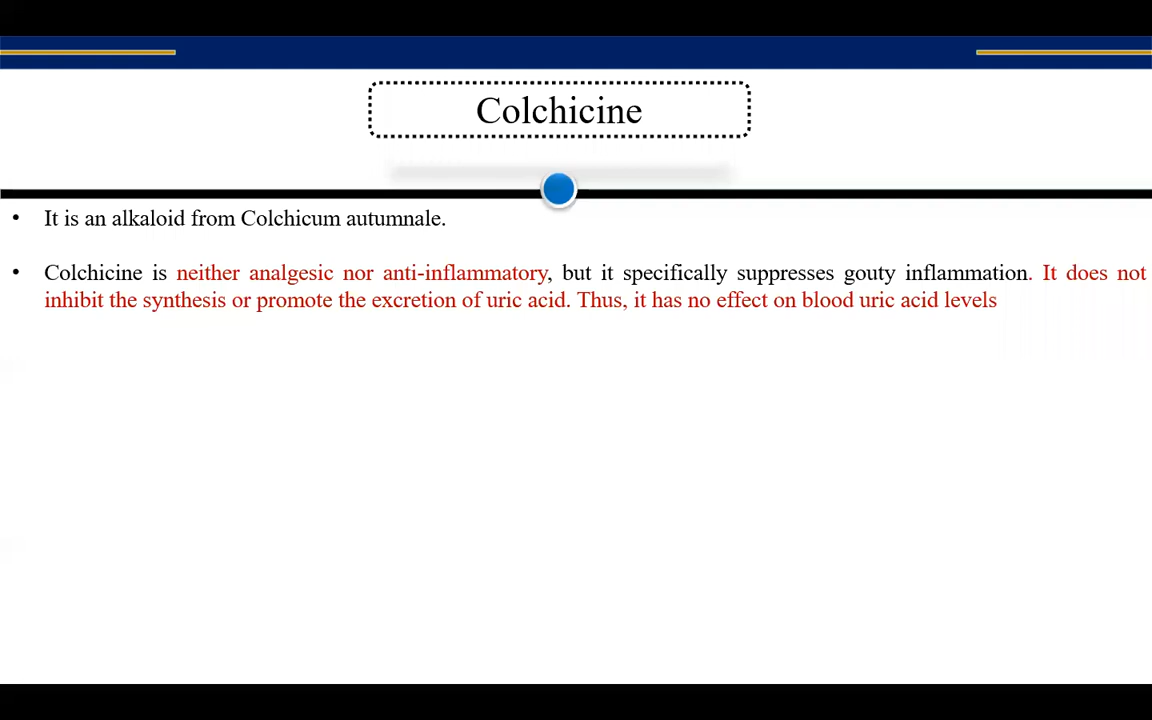 Colchicine
• It is an alkaloid from Colchicum autumnale.
• Colchicine is neither analgesic nor anti-inflammatory, but it specifically suppresses gouty inflammation. It does not
inhibit the synthesis or promote the excretion of uric acid. Thus, it has no effect on blood uric acid levels